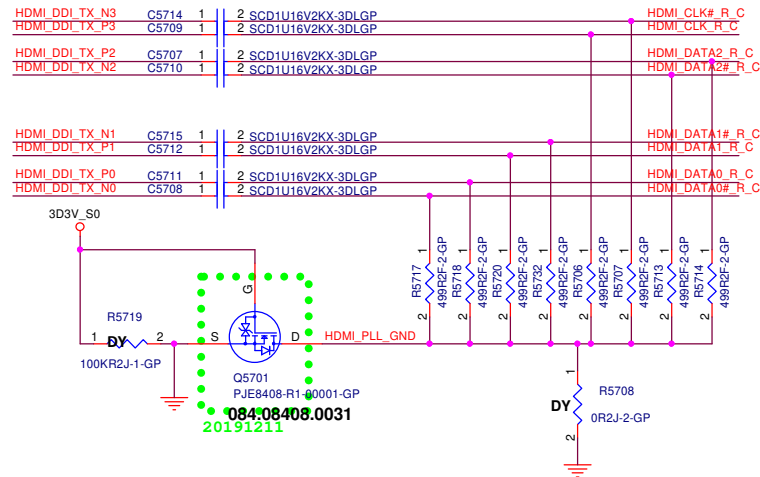 HDMI_DDI_TX_N3 C5714 1 2 SCD1U16V2KX-3DLGP HDMI_CLK#_R_C
HDMI_DDI_TX_P3 C5709 1 2 SCD1U16V2KX-3DLGP HDMI_CLK_R_C
HDMI_DDI_TX_P2 C5707 1 2 SCD1U16V2KX-3DLGP HDMI_DATA2_R_C
HDMI_DDI_TX_N2 C5710 1 2 SCD1U16V2KX-3DLGP HDMI_DATA2#_R_C
HDMI_DDI_TX_N1 C5715 1 2 SCD1U16V2KX-3DLGP HDMI_DATA1#_R_C
HDMI_DDI_TX_P1 C5712 1 2 SCD1U16V2KX-3DLGP HDMI_DATA1_R_C
HDMI_DDI_TX_P0 C5711 1 2 SCD1U16V2KX-3DLGP HDMI_DATA0_R_C
HDMI_DDI_TX_N0 C5708 1 2 SCD1U16V2KX-3DLGP HDMI_DATA0#_R_C
3D3V_S0
R5719
1 DY 2
100KR2J-1-GP
G
S D
HDMI_PLL_GND
Q5701
PJE8408-R1-00001-GP
084.08408.0031
20191211
1 R5717 499R2F-2-GP 2
1 R5718 499R2F-2-GP 2
1 R5720 499R2F-2-GP 2
1 R5732 499R2F-2-GP 2
1 R5706 499R2F-2-GP 2
1 R5707 499R2F-2-GP 2
1 R5713 499R2F-2-GP 2
1 R5714 499R2F-2-GP 2
1
R5708
DY
0R2J-2-GP
2